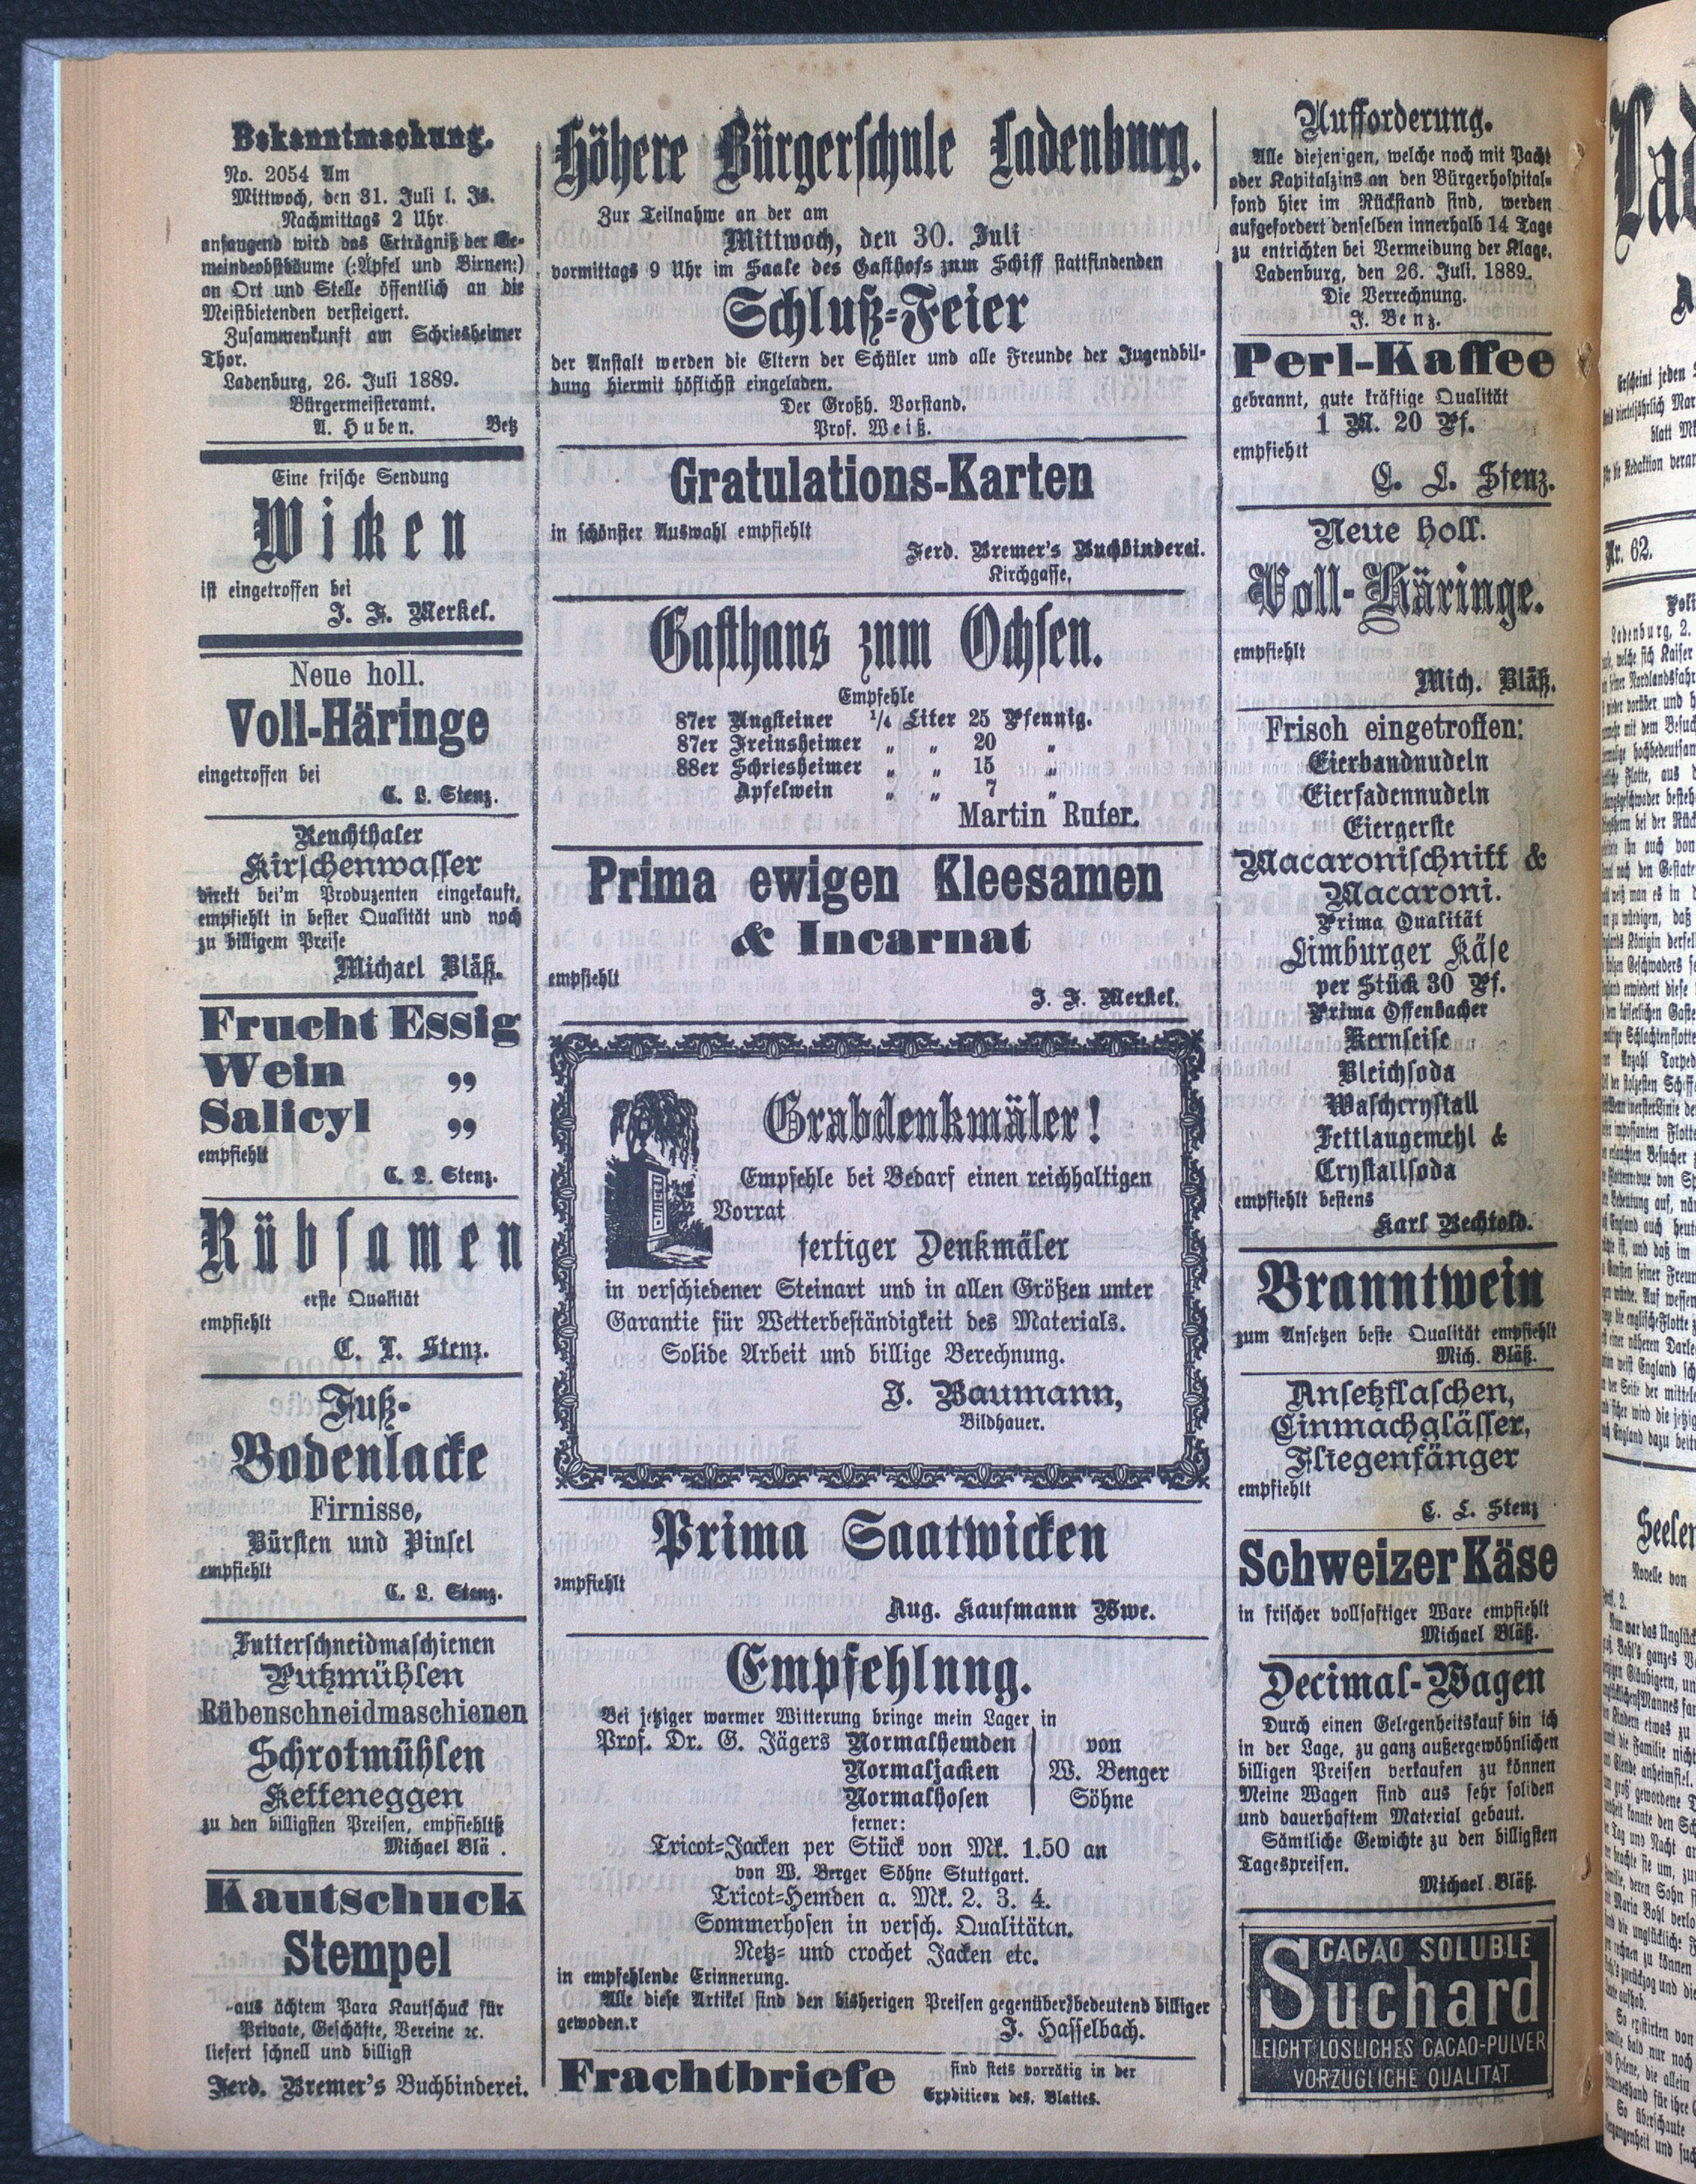 Bekanntmachung.
No. 2054 Am
Mittwoch, den 31. Juli l. Js.
Nachmittags 2 Uhr
anfangend wird das Erträgniß der Ge-
meindeobstbäume (:Äpfel und Birnen:)
an Ort und Stelle öffentlich an die
Meistbietenden versteigert.
Zusammenkunft am Schriesheimer
Thor.
Ladenburg, 26. Juli 1889.
Bürgermeisteramt.
A. Huben. Betz
Eine frische Sendung
Wicken
ist eingetroffen bei
J. F. Merkel.
Neue holl.
Voll-Häringe
eingetroffen bei
C. L. Stenz.
Renchthaler
Kirschenwasser
direkt bei'm Produzenten eingekauft,
empfiehlt in bester Qualität und noch
zu billigem Preise
Michael Bläß.
Frucht Essig
Wein „
Salicyl „
empfiehlt
C. L. Stenz.
Rübsamen
erste Qualität
empfiehlt
C. L. Stenz.
Fuß-
Bodenlacke
Firnisse,
Bürsten und Pinsel
empfiehlt
C. L. Stenz.
Futterschneidmaschienen
Putzmühlen
Rübenschneidmaschienen
Schrotmühlen
Ketteneggen
zu den billigsten Preisen, empfiehltß
Michael Blä .
Kautschuck
Stempel
aus ächtem Para Kautschuck für
Private, Geschäfte, Vereine ꝛc.
liefert schnell und billigst
Ferd. Bremer's Buchbinderei.
Höhere Bürgerschule Ladenburg.
Zur Teilnahme an der am
Mittwoch, den 30. Juli
vormittags 9 Uhr im Saale des Gasthofs zum Schiff stattfindenden
Schluß-Feier
der Anstalt werden die Eltern der Schüler und alle Freunde der Jugendbil-
dung hiermit höflichst eingeladen.
Der Großh. Vorstand.
Prof. Weiß.
Gratulations-Karten
in schönster Auswahl empfiehlt
Ferd. Bremer's Buchbinderei.
Kirchgasse,
Gasthans znm Ochsen.
Empfehle
87er Ungsteiner ¼ Liter 25 Pfennig.
87er Freinsheimer „ „ 20 „
88er Schriesheimer „ „ 15 „
Apfelwein „ „ 7 „
Martin Rufer.
Prima ewigen Kleesamen
& Incarnat
empfiehlt
J. F. Merkel.
Grabdenkmäler!
Empfehle bei Bedarf einen reichhaltigen
Vorrat
fertiger Denkmäler
in verschiedener Steinart und in allen Größen unter
Garantie für Wetterbeständigkeit des Materials.
Solide Arbeit und billige Berechnung.
J. Baumann,
Bildhauer.
Prima Saatwicken
empfiehlt
Aug. Kaufmann Wwe.
Empfehlnng.
Bei jetziger warmer Witterung bringe mein Lager in
Prof. Dr. G. Jägers Normalhemden von
Normaljacken W. Benger
Normalhosen Söhne
ferner:
Tricot-Jacken per Stück von Mk. 1.50 an
von W. Berger Söhne Stuttgart.
Tricot-Hemden a. Mk. 2. 3. 4.
Sommerhosen in versch. Qualitäten.
Netz- und crochet Jacken etc.
in empfehlende Erinnerung.
Alle diese Artikel sind den bisherigen Preisen gegenüber bedeutend billiger
gewoden.r
J. Hasselbach.
Frachtbriefe sind stets vorrätig in der
Expditieon des. Blattes.
Aufforderung.
Alle diejenigen, welche noch mit Pacht
oder Kapitalzins an den Bürgerhospital-
fond hier im Rückstand sind, werden
aufgefordert denselben innerhalb 14 Tage
zu entrichten bei Vermeidung der Klage.
Ladenburg, den 26. Juli. 1889.
Die Verrechnung.
J. Benz.
Perl-Kaffee
gebrannt, gute kräftige Qualität
1 M. 20 Pf.
empfiehlt
C. L. Stenz.
Neue holl.
Voll-Häringe.
empfiehlt
Mich. Bläß.
Frisch eingetroffen:
Eierbandnudeln
Eierfadennudeln
Eiergerste
Macaronischnitt &
Macaroni.
Prima Qualität
Limburger Käse
per Stück 30 Pf.
Prima Offenbacher
Kernseife
Bleichsoda
Waschcrystall
Fettlaugemehl &
Crystallsoda
empfiehlt bestens
Karl Bechtold.
Branntwein
zum Ansetzen beste Qualität empfiehlt
Mich. Bläß.
Ansetzflaschen,
Einmachglässer,
Fliegenfänger
empfiehlt
C. L. Stenz
Schweizer Käse
in frischer vollsaftiger Ware empfiehlt
Michael Bläß.
Decimal-Wagen
Durch einen Gelegenheitskauf bin ich
in der Lage, zu ganz außergewöhnlichen
billigen Preisen verkaufen zu können
Meine Wagen sind aus sehr soliden
und dauerhaftem Material gebaut.
Sämtliche Gewichte zu den billigsten
Tagespreisen.
Michael Bläß.
CACAO SOLUBLE
Suchard
LEICHT LÖSLICHES CACAO-PULVER
VORZÜGLICHE QUALITÄT
Nr. 62.